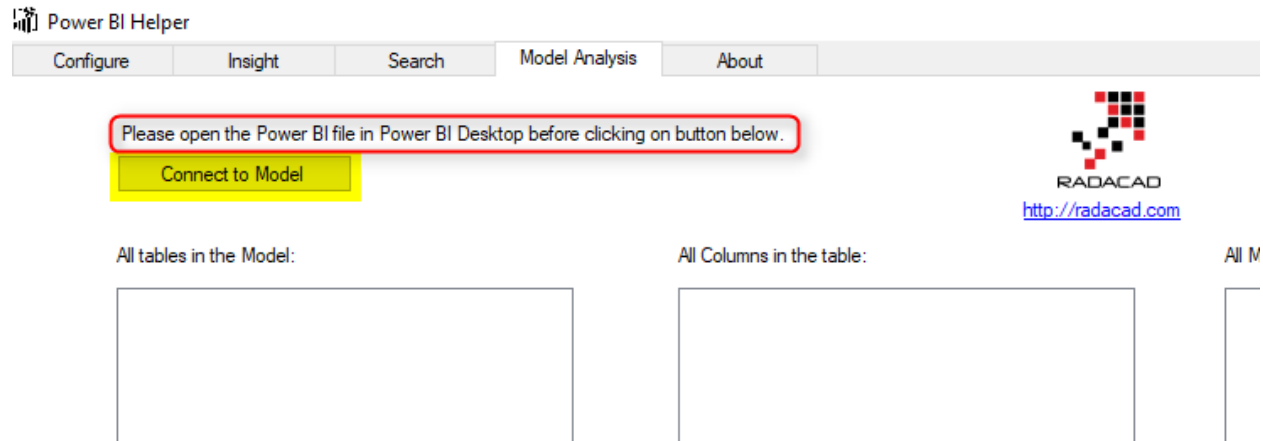 Power BI Helper
Configure Insight Search Model Analysis About
Please open the Power BI file in Power BI Desktop before clicking on button below.
Connect to Model
RADACAD
http://radacad.com
All tables in the Model: All Columns in the table: All M